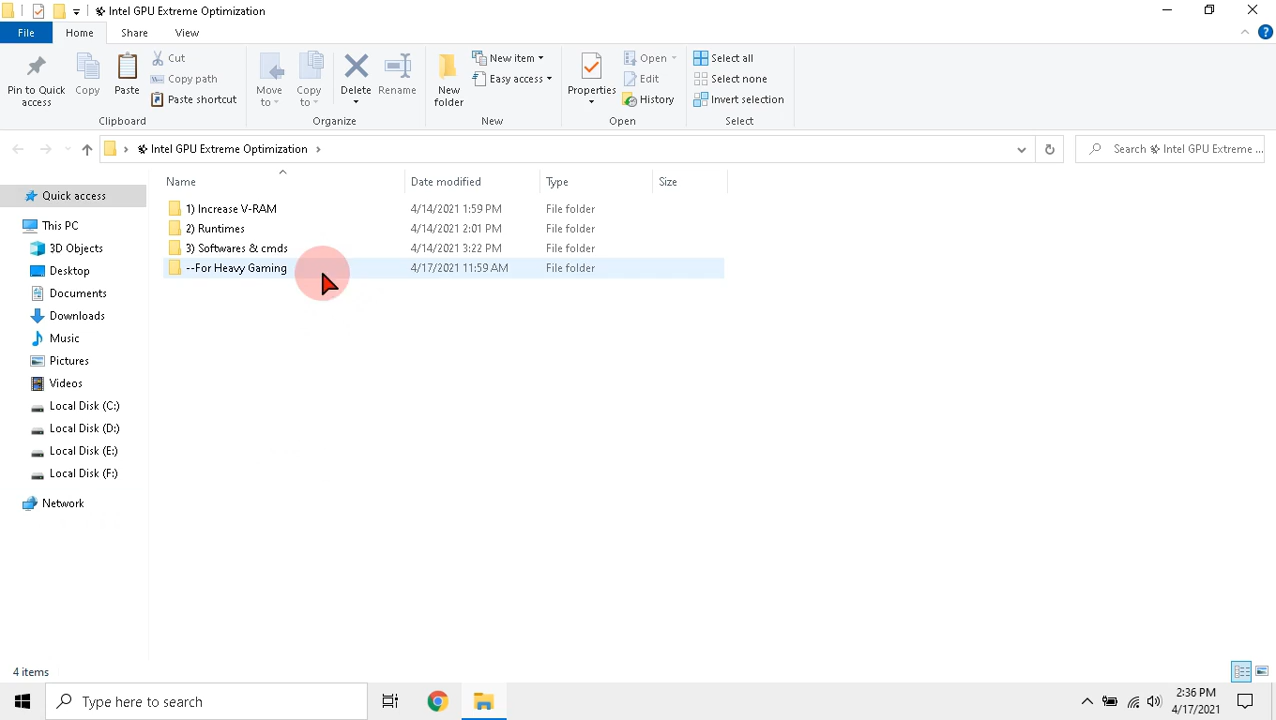 Intel GPU Extreme Optimization
File Home Share View
Pin to Quick access
Copy
Paste
Cut
Copy path
Paste shortcut
Clipboard
Move to
Copy to
Delete
Rename
Organize
New folder
New item
Easy access
New
Properties
Open
Edit
History
Open
Select all
Select none
Invert selection
Select
Intel GPU Extreme Optimization
Search Intel GPU Extreme ...
Name Date modified Type Size
1) Increase V-RAM 4/14/2021 1:59 PM File folder
2) Runtimes 4/14/2021 2:01 PM File folder
3) Softwares & cmds 4/14/2021 3:22 PM File folder
--For Heavy Gaming 4/17/2021 11:59 AM File folder
Quick access
This PC
3D Objects
Desktop
Documents
Downloads
Music
Pictures
Videos
Local Disk (C:)
Local Disk (D:)
Local Disk (E:)
Local Disk (F:)
Network
4 items
Type here to search
2:36 PM
4/17/2021